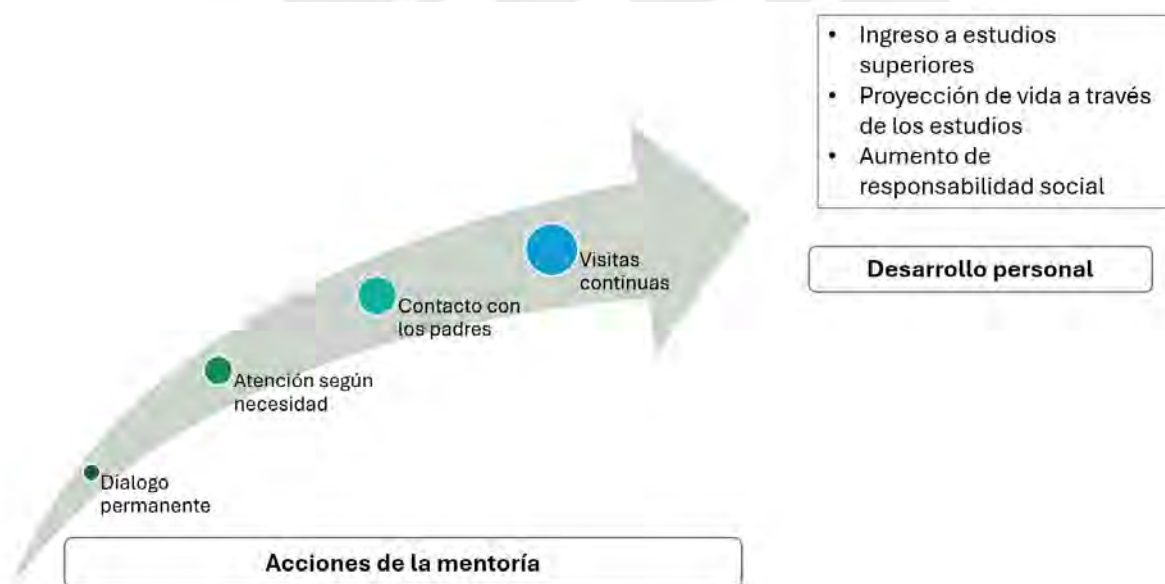 • Ingreso a estudios
superiores
• Proyección de vida a través
de los estudios
• Aumento de
responsabilidad social
Desarrollo personal
Visitas
continuas
Contacto con
los padres
Atención según
necesidad
Dialogo
permanente
Acciones de la mentoría